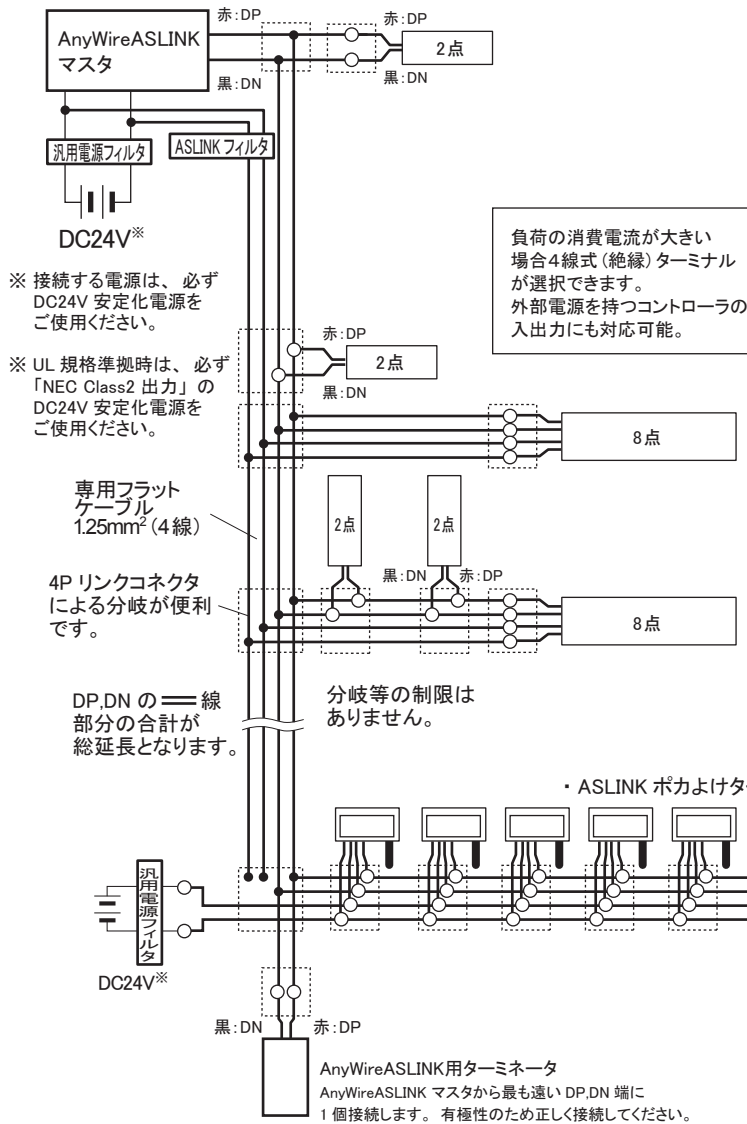 赤:DP
AnyWireASLINK
マスタ
黒:DN
赤:DP
2点
黒:DN
汎用電源フィルタ
ASLINK フィルタ
DC24V※
※ 接続する電源は、必ず
DC24V 安定化電源を
ご使用ください。
※ UL 規格準拠時は、必ず
「NEC Class2 出力」の
DC24V 安定化電源を
ご使用ください。
負荷の消費電流が大きい
場合4線式(絶縁)ターミナル
が選択できます。
外部電源を持つコントローラの
入出力にも対応可能。
赤:DP
2点
黒:DN
8点
専用フラット
ケーブル
1.25mm²(4線)
2点
2点
黒:DN
赤:DP
4P リンクコネクタ
による分岐が便利
です。
8点
DP,DN の 線
部分の合計が
総延長となります。
分岐等の制限は
ありません。
・ ASLINK ポカよけタ
汎用電源フィルタ
DC24V※
黒:DN
赤:DP
AnyWireASLINK用ターミネータ
AnyWireASLINK マスタから最も遠い DP,DN 端に
1 個接続します。有極性のため正しく接続してください。